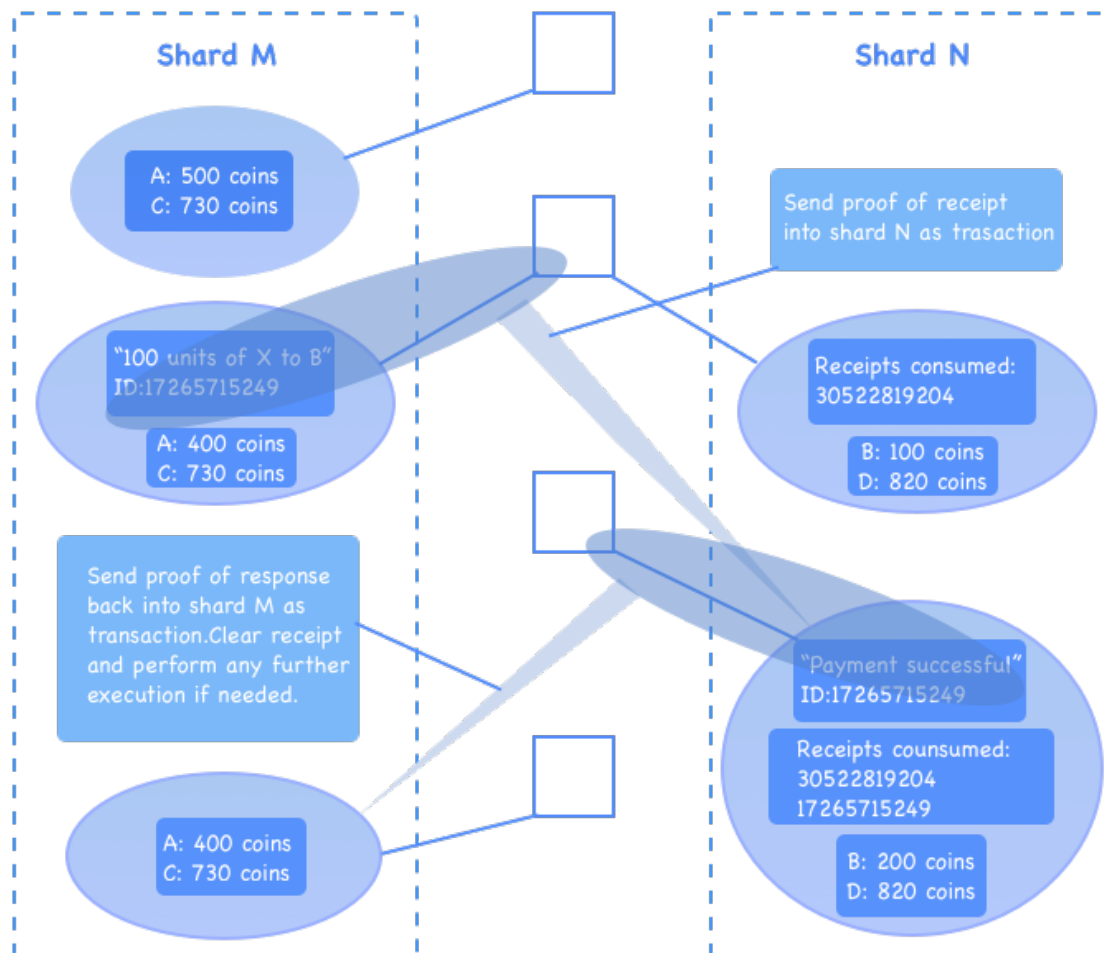 Shard M
Shard N
A: 500 coins
C: 730 coins
Send proof of receipt
into shard N as trasaction
"100 units of X to B"
ID:17265715249
A: 400 coins
C: 730 coins
Receipts consumed:
30522819204
B: 100 coins
D: 820 coins
Send proof of response
back into shard M as
transaction.Clear receipt
and perform any further
execution if needed.
"Payment successful"
ID:17265715249
Receipts counsumed:
30522819204
17265715249
A: 400 coins
C: 730 coins
B: 200 coins
D: 820 coins